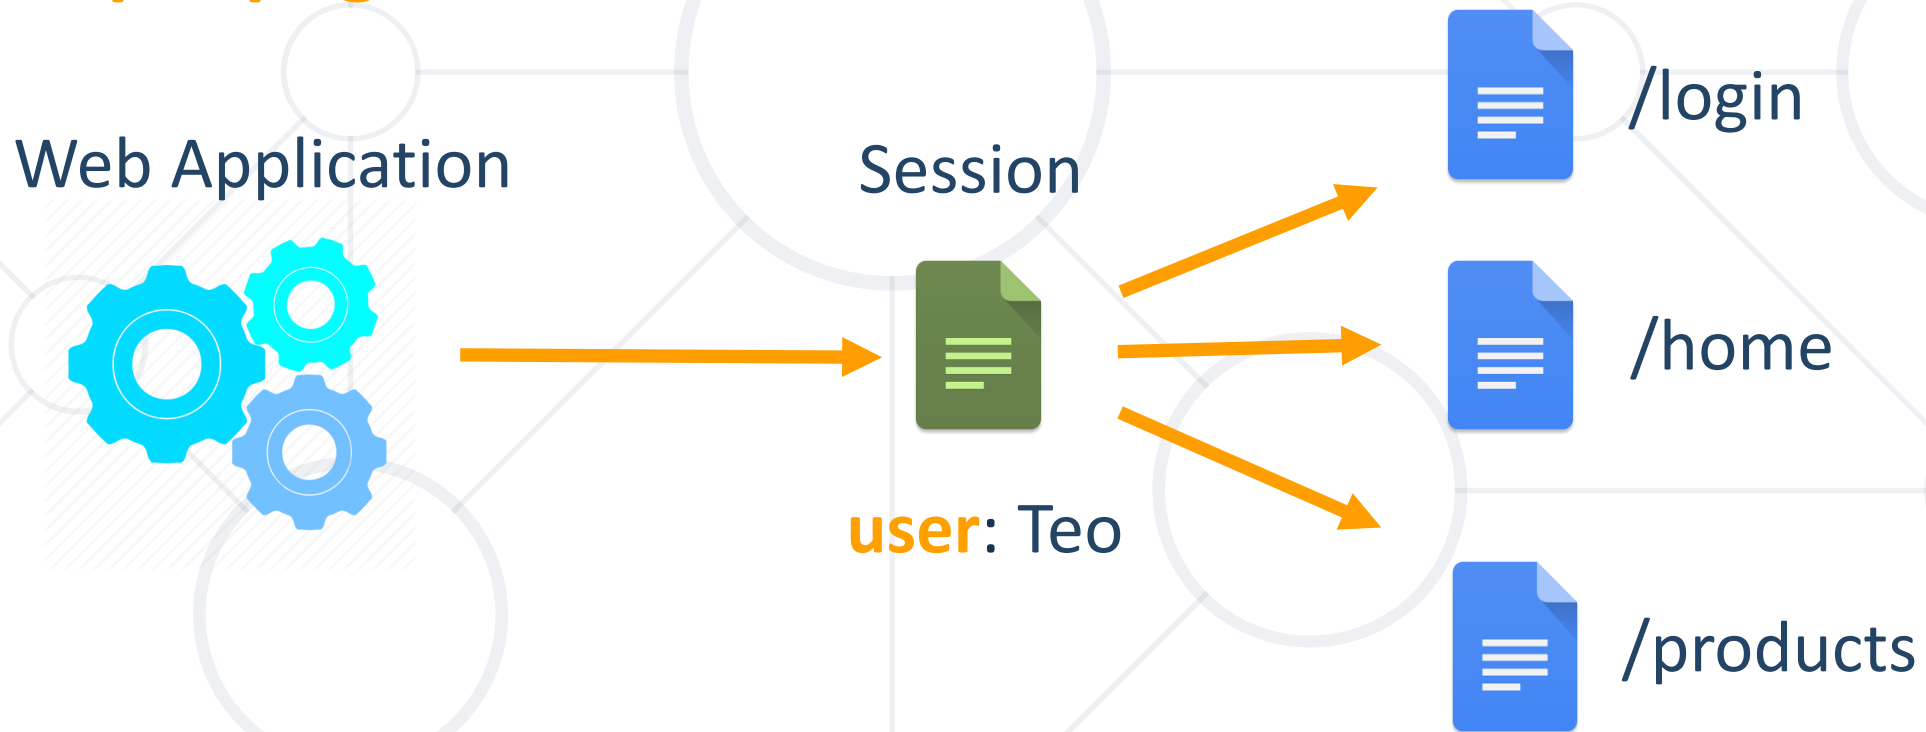 Web Application
Session
user: Teo
/login
/home
/products